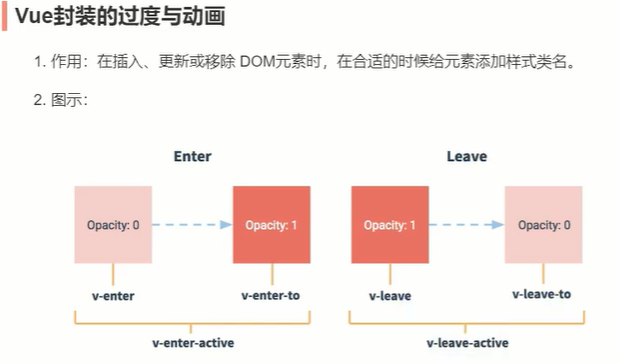 Vue封装的过度与动画
1. 作用：在插入、更新或移除 DOM元素时，在合适的时候给元素添加样式类名。
2. 图示：
Enter
Leave
Opacity: 0
Opacity: 1
Opacity: 1
Opacity: 0
v-enter
v-enter-to
v-leave
v-leave-to
v-enter-active
v-leave-active